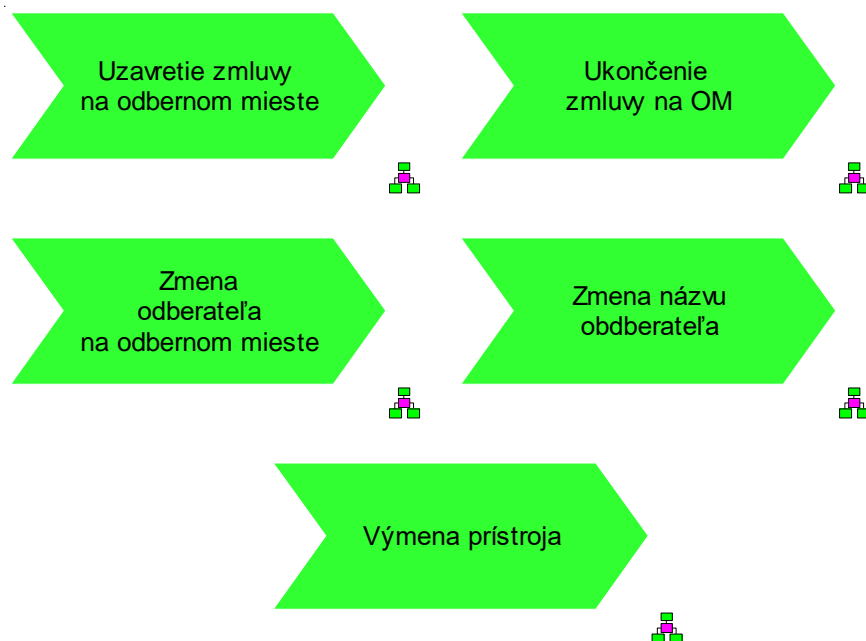 Uzavretie zmluvy
na odbernom mieste
Ukončenie
zmluvy na OM
Zmena
odberateľa
na odbernom mieste
Zmena názvu
obdberateľa
Výmena prístroja